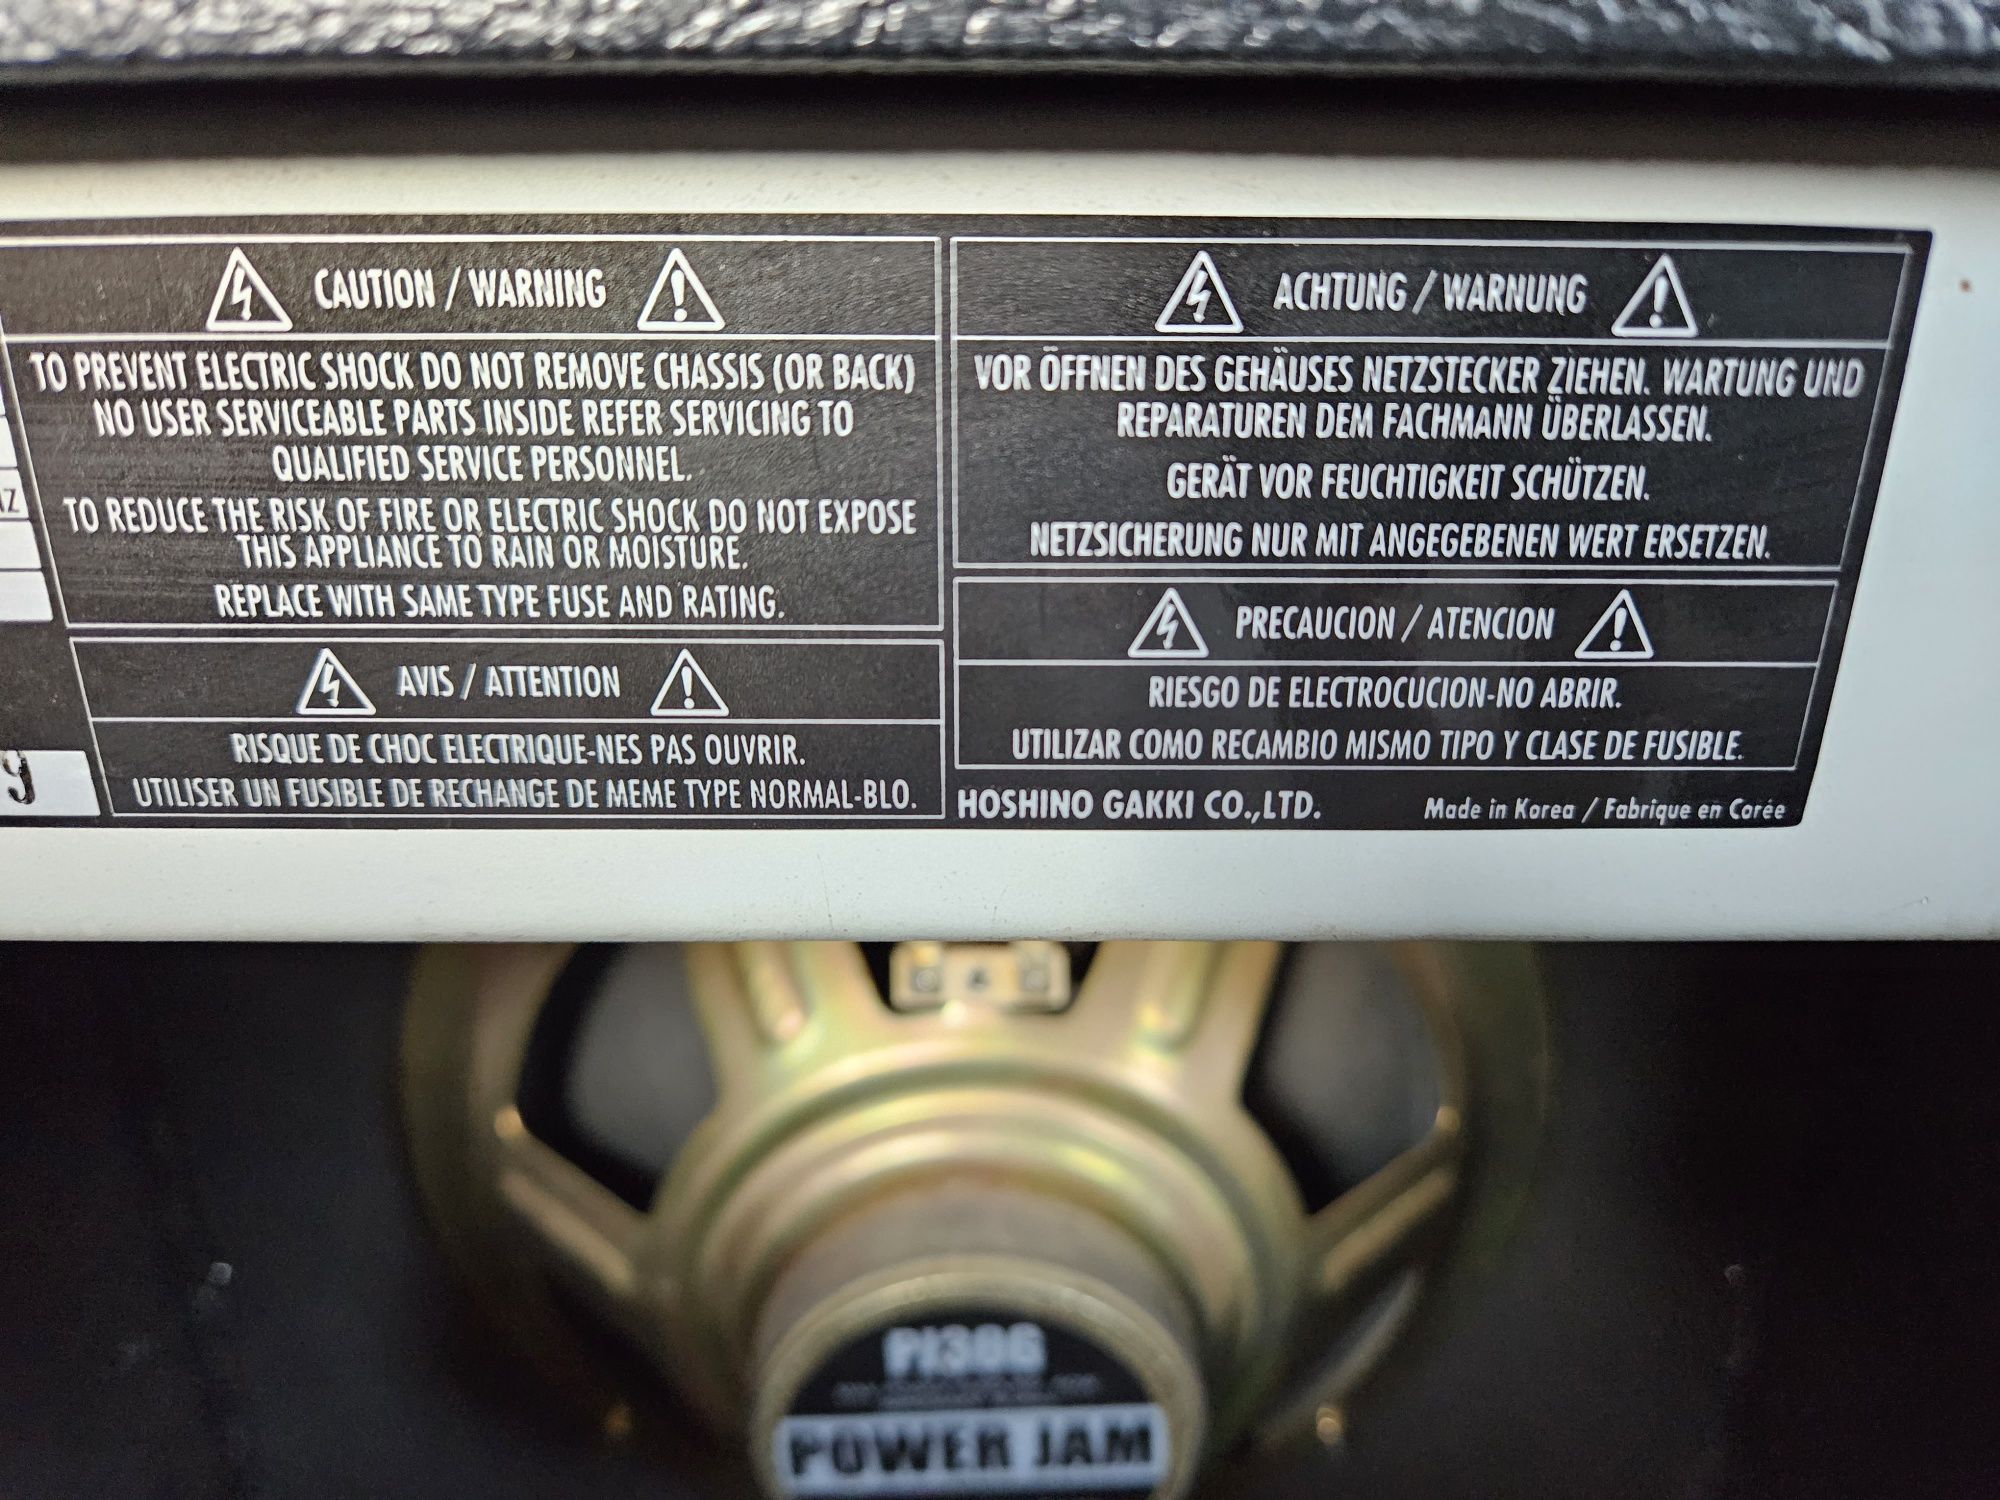 CAUTION / WARNING
TO PREVENT ELECTRIC SHOCK DO NOT REMOVE CHASSIS (OR BACK)
NO USER SERVICEABLE PARTS INSIDE REFER SERVICING TO
QUALIFIED SERVICE PERSONNEL.
TO REDUCE THE RISK OF FIRE OR ELECTRIC SHOCK DO NOT EXPOSE
THIS APPLIANCE TO RAIN OR MOISTURE.
REPLACE WITH SAME TYPE FUSE AND RATING.
AVIS / ATTENTION
RISQUE DE CHOC ELECTRIQUE-NES PAS OUVRIR.
UTILISER UN FUSIBLE DE RECHANGE DE MEME TYPE NORMAL-BLO.
ACHTUNG / WARNUNG
VOR ÖFFNEN DES GEHÄUSES NETZSTECKER ZIEHEN. WARTUNG UND
REPARATUREN DEM FACHMANN ÜBERLASSEN.
GERÄT VOR FEUCHTIGKEIT SCHÜTZEN.
NETZSICHERUNG NUR MIT ANGEGEBENEN WERT ERSETZEN.
PRECAUCION / ATENCION
RIESGO DE ELECTROCUCION-NO ABRIR.
UTILIZAR COMO RECAMBIO MISMO TIPO Y CLASE DE FUSIBLE.
HOSHINO GAKKI CO.,LTD.
Made in Korea / Fabrique en Corée
9
POWER JAM